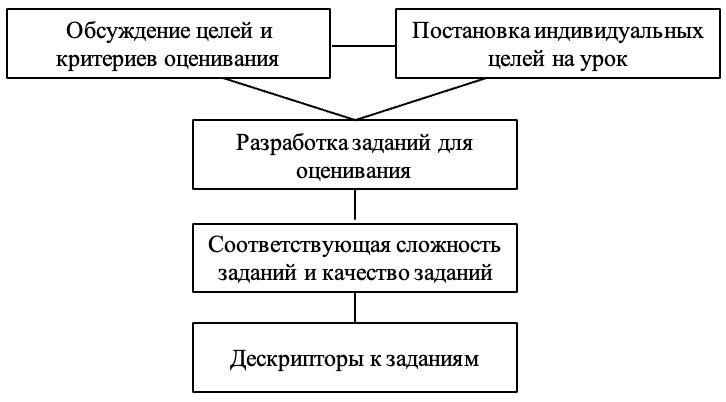 Обсуждение целей и
критериев оценивания
Постановка индивидуальных
целей на урок
Разработка заданий для
оценивания
Соответствующая сложность
заданий и качество заданий
Дескрипторы к заданиям